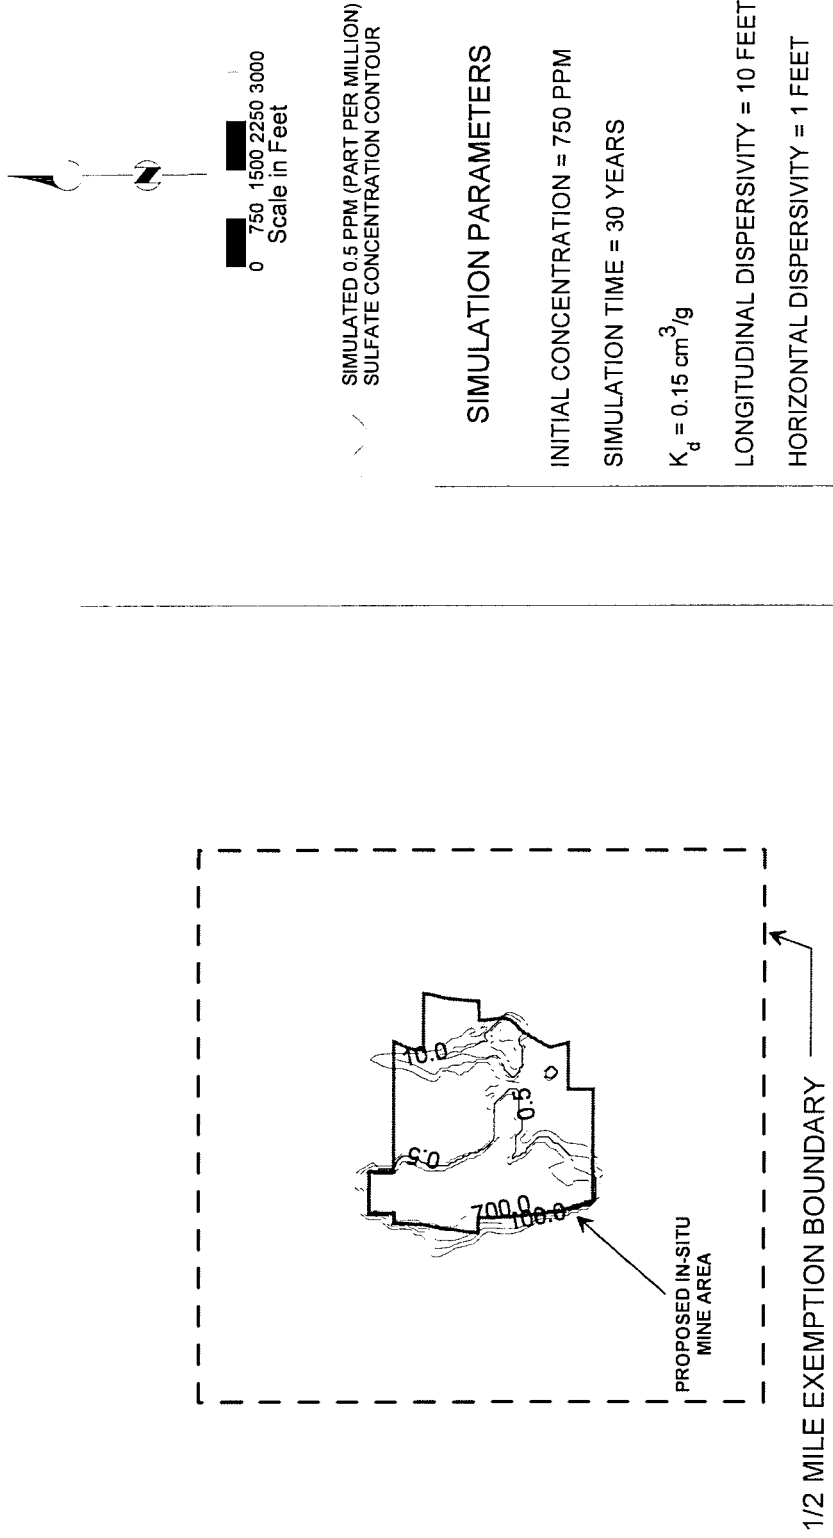 N
0 750 1500 2250 3000
Scale in Feet
SIMULATED 0.5 PPM (PART PER MILLION)
SULFATE CONCENTRATION CONTOUR
SIMULATION PARAMETERS
INITIAL CONCENTRATION = 750 PPM
SIMULATION TIME = 30 YEARS
Kd = 0.15 cm³/g
LONGITUDINAL DISPERSIVITY = 10 FEET
HORIZONTAL DISPERSIVITY = 1 FEET
10.0
0.5
0.5
700.0
100.0
PROPOSED IN-SITU
MINE AREA
1/2 MILE EXEMPTION BOUNDARY